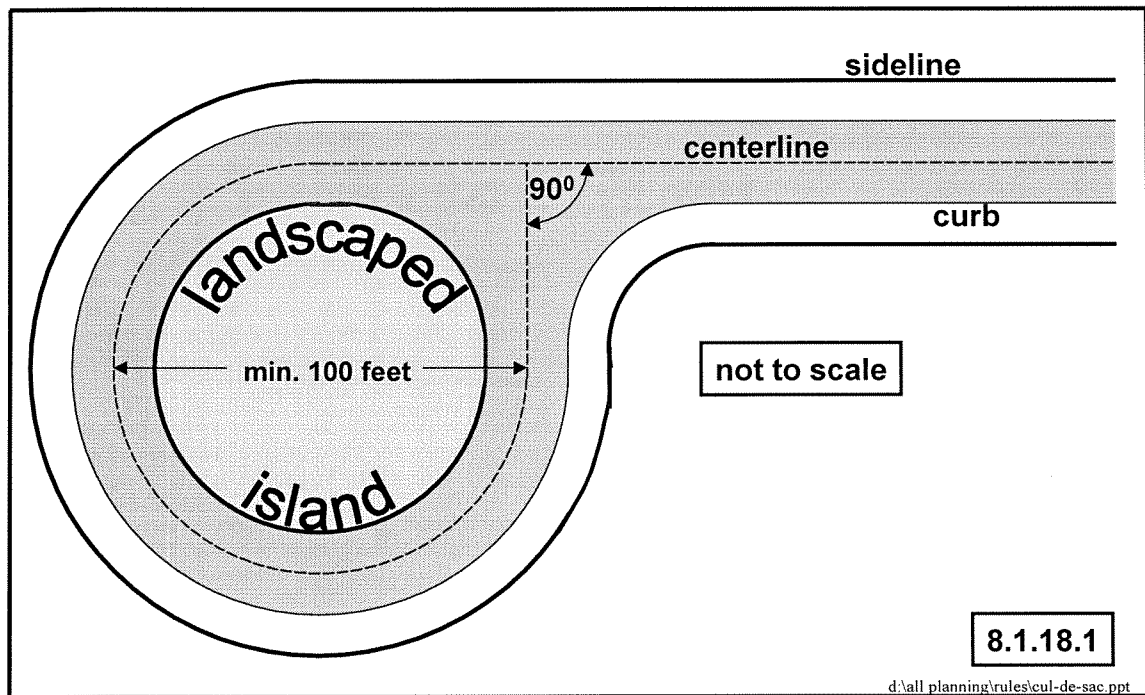 sideline
centerline
90⁰
curb
landscaped
min. 100 feet
not to scale
island
8.1.18.1
d:\all planning\rules\cul-de-sac.ppt